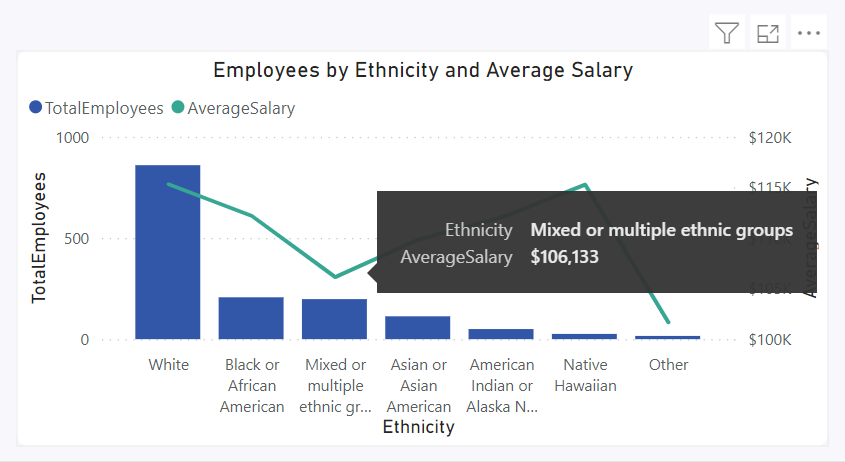 Employees by Ethnicity and Average Salary
TotalEmployees AverageSalary
1000
500
0
TotalEmployees
$120K
$115K
$105K
$100K
AverageSalary
Ethnicity Mixed or multiple ethnic groups
AverageSalary $106,133
White
Black or
African
American
Mixed or
multiple
ethnic gr...
Asian or
Asian
American
American
Indian or
Alaska N...
Native
Hawaiian
Other
Ethnicity